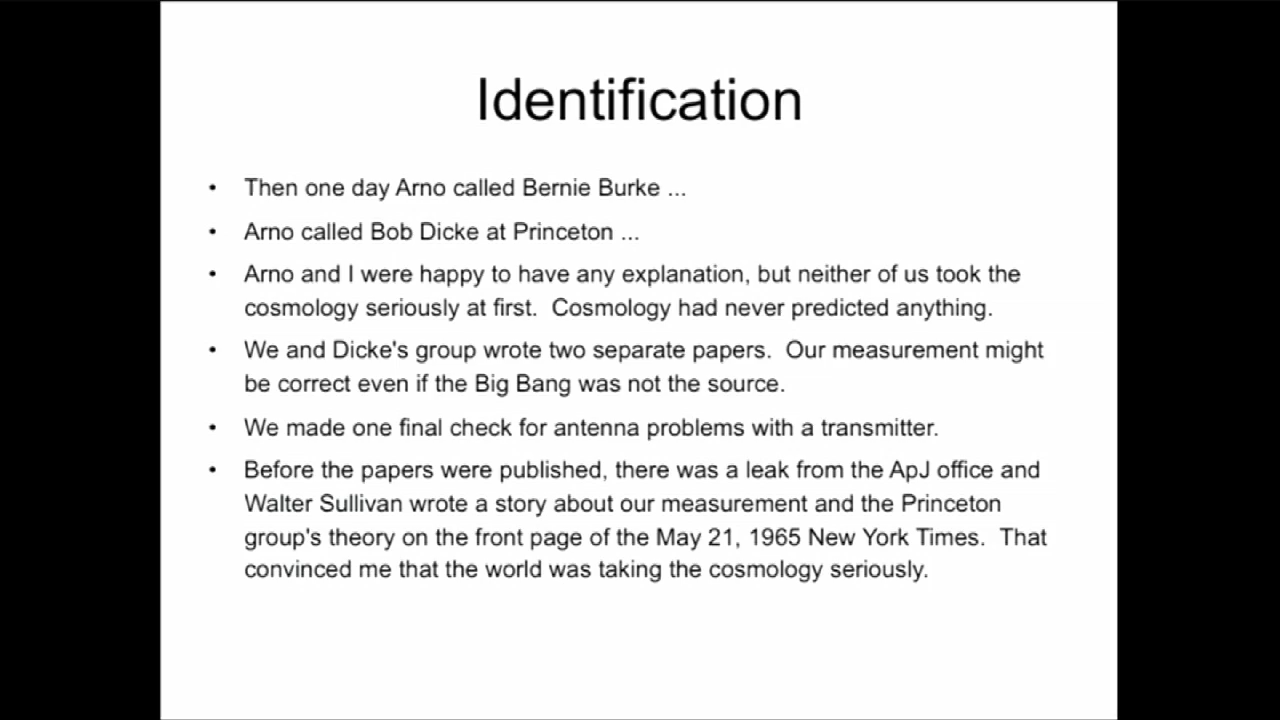 Identification
• Then one day Arno called Bernie Burke ...
• Arno called Bob Dicke at Princeton ...
• Arno and I were happy to have any explanation, but neither of us took the
cosmology seriously at first.  Cosmology had never predicted anything.
• We and Dicke's group wrote two separate papers.  Our measurement might
be correct even if the Big Bang was not the source.
• We made one final check for antenna problems with a transmitter.
• Before the papers were published, there was a leak from the ApJ office and
Walter Sullivan wrote a story about our measurement and the Princeton
group's theory on the front page of the May 21, 1965 New York Times.  That
convinced me that the world was taking the cosmology seriously.